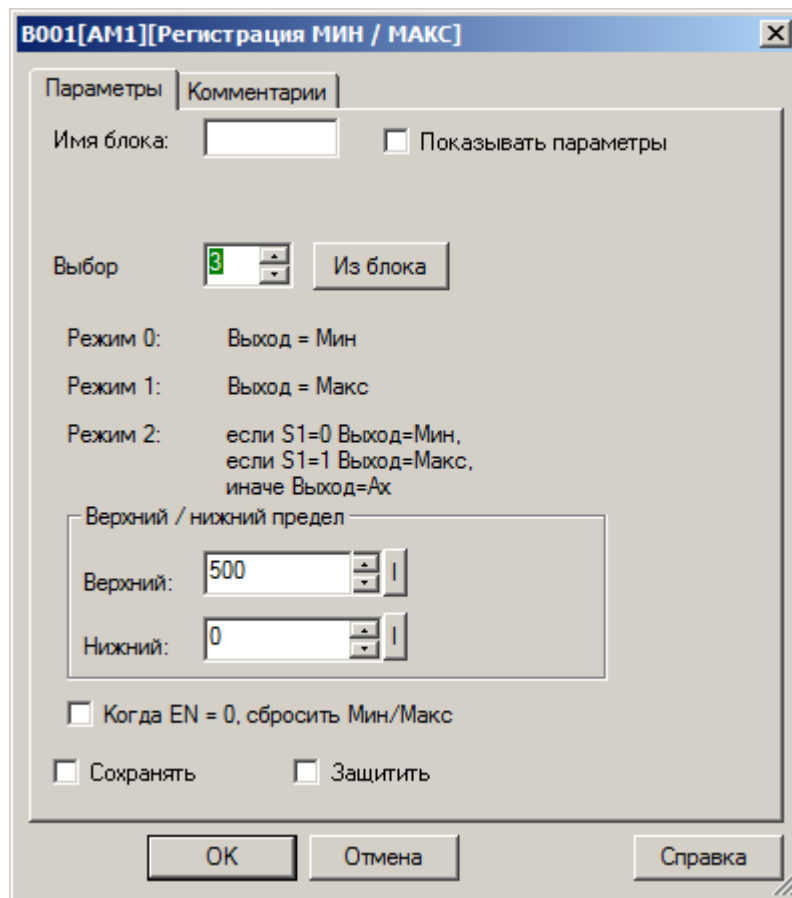 B001[AM1][Регистрация МИН / МАКС]
Параметры Комментарии
Имя блока: Показывать параметры
Выбор 3 Из блока
Режим 0: Выход = Мин
Режим 1: Выход = Макс
Режим 2: если S1=0 Выход=Мин,
если S1=1 Выход=Макс,
иначе Выход=Ax
Верхний / нижний предел
Верхний: 500 I
Нижний: 0 I
Когда EN = 0, сбросить Мин/Макс
Сохранять Защитить
OK Отмена Справка